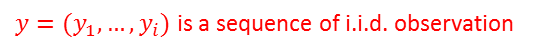 y = (y₁, ..., yᵢ) is a sequence of i.i.d. observation